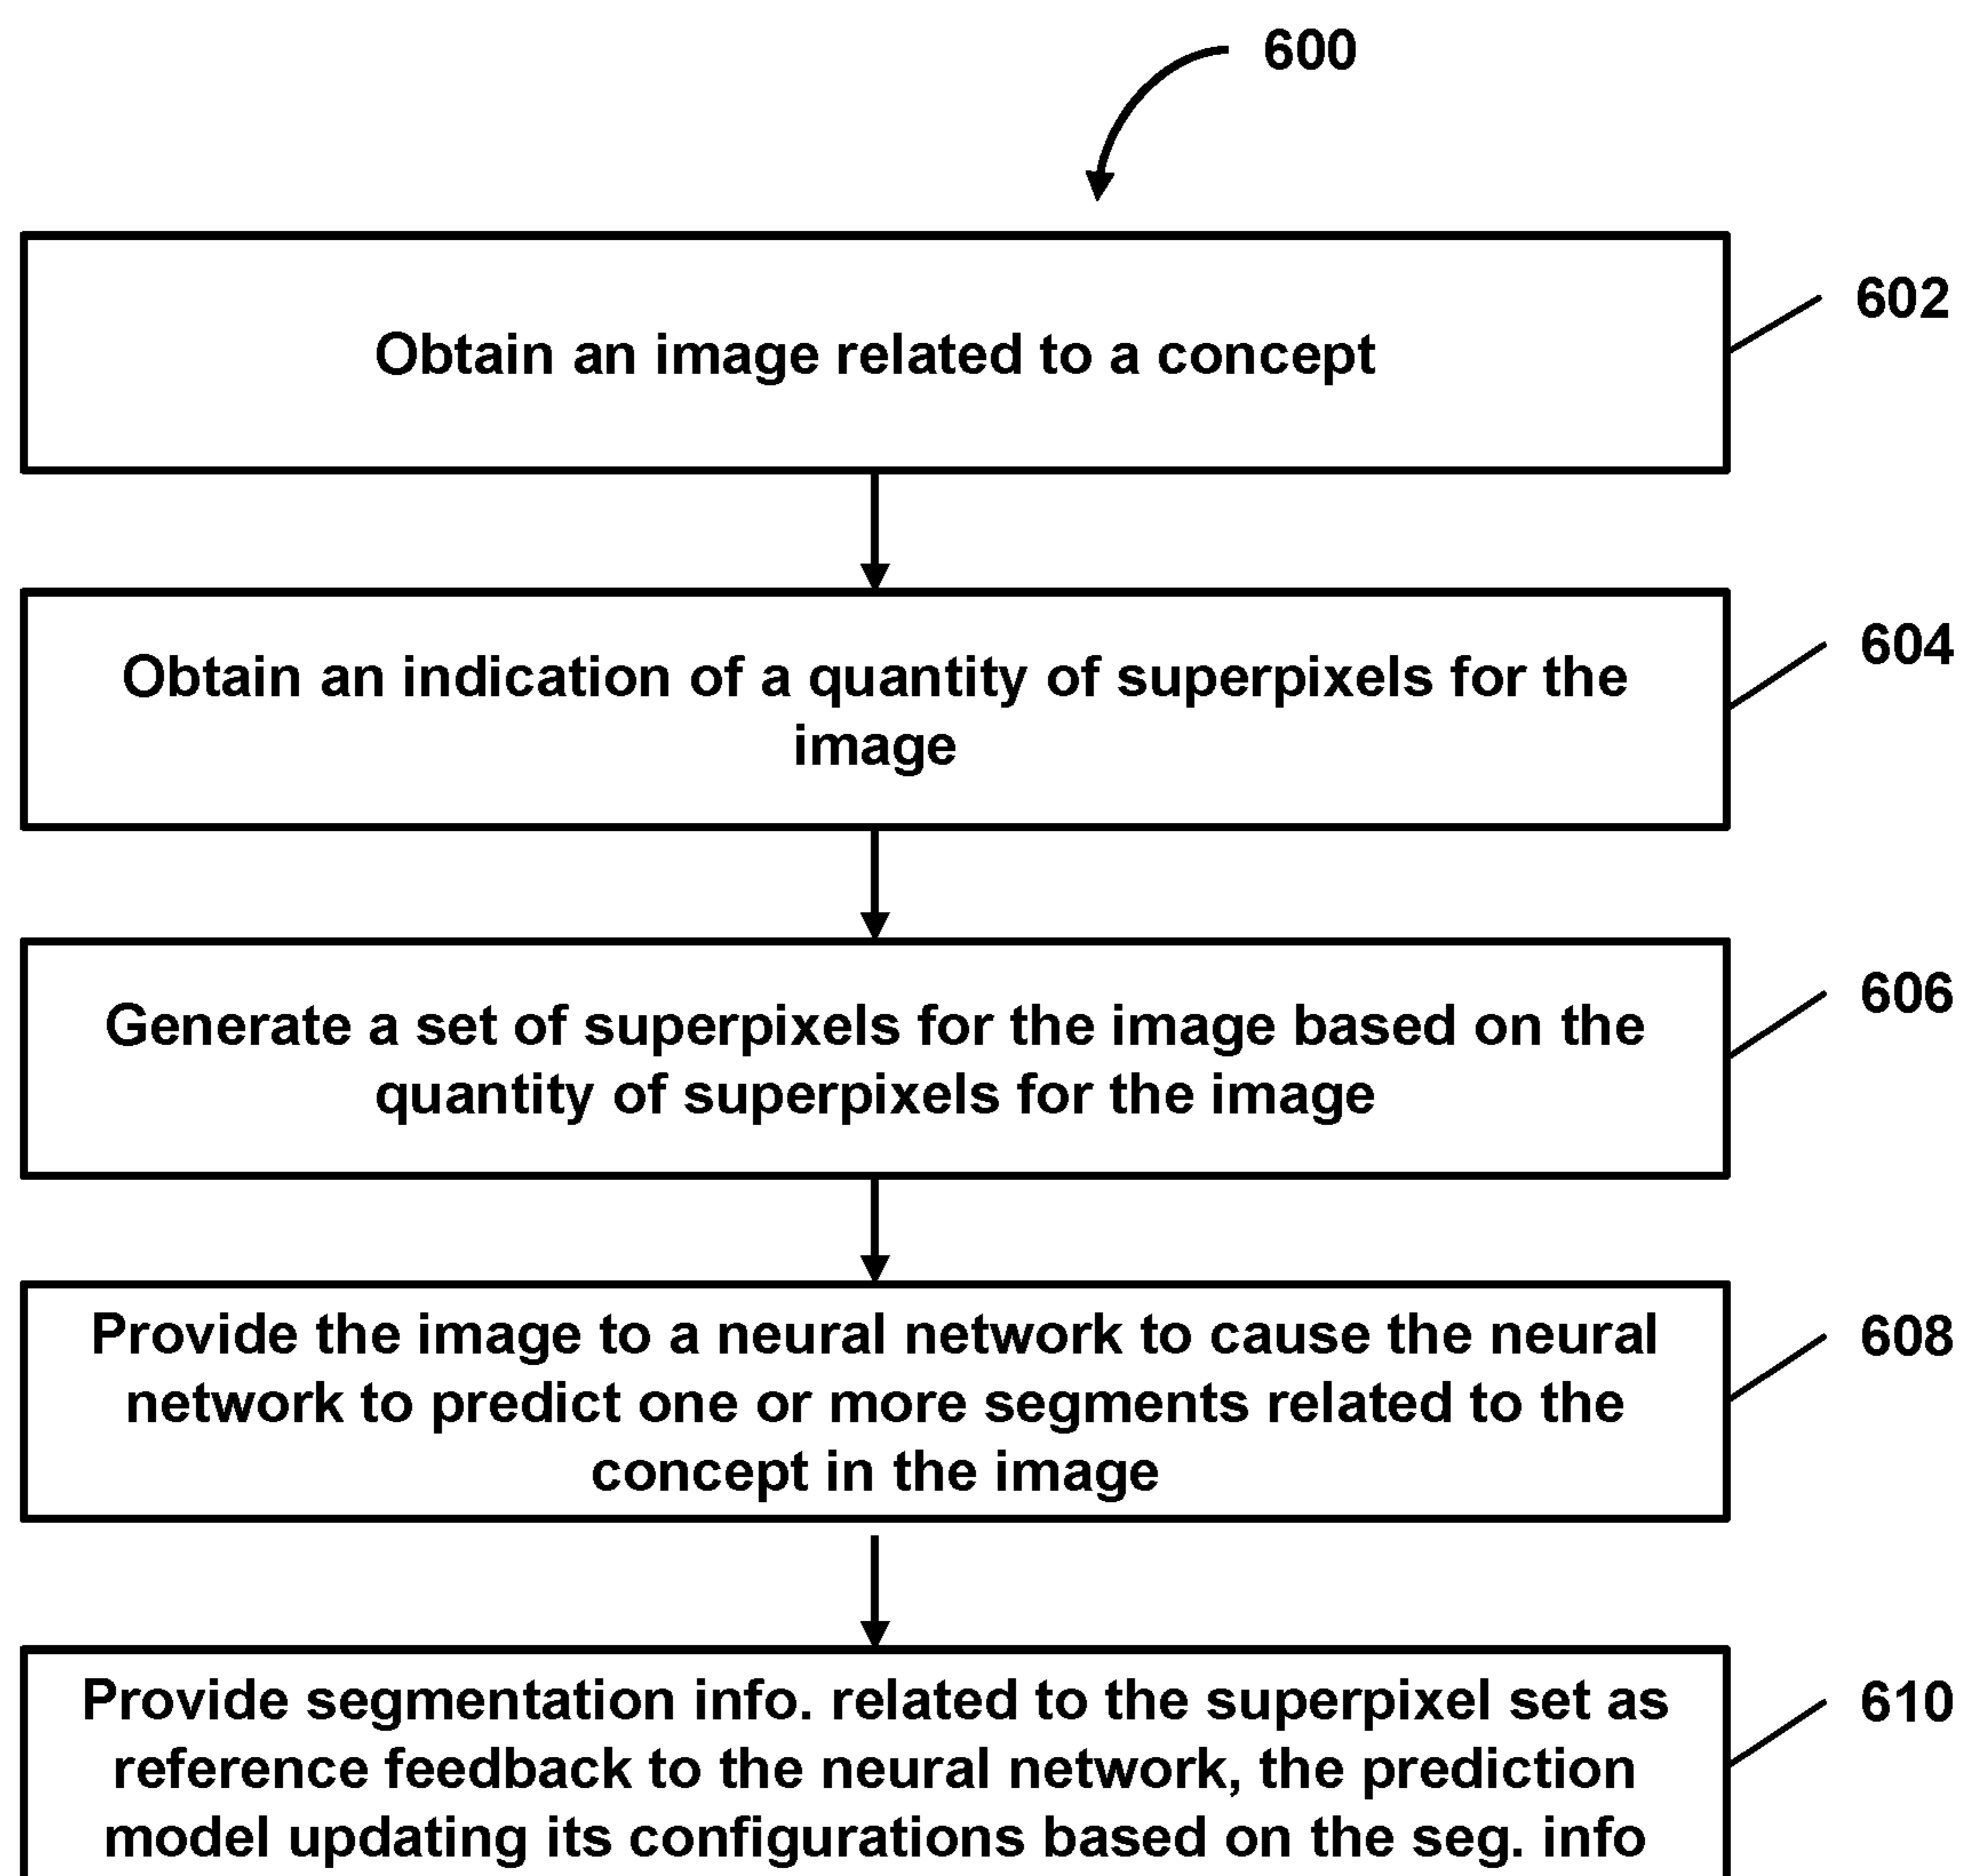 600
Obtain an image related to a concept
602
Obtain an indication of a quantity of superpixels for the
image
604
Generate a set of superpixels for the image based on the
quantity of superpixels for the image
606
Provide the image to a neural network to cause the neural
network to predict one or more segments related to the
concept in the image
608
Provide segmentation info. related to the superpixel set as
reference feedback to the neural network, the prediction
model updating its configurations based on the seg. info
610